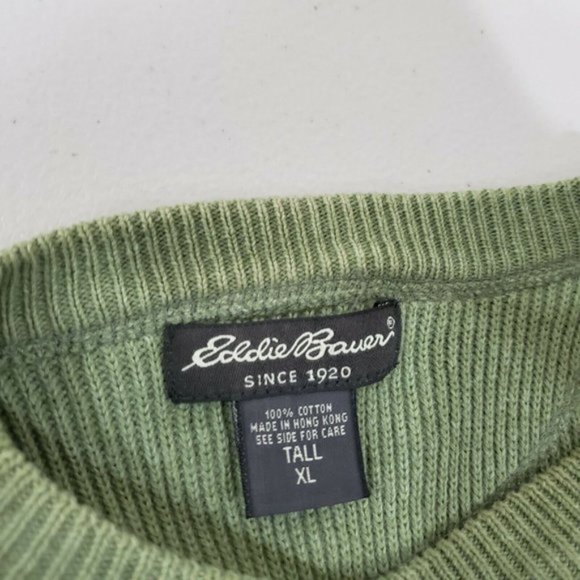 Eddie Bauer®
SINCE 1920
100% COTTON
MADE IN HONG KONG
SEE SIDE FOR CARE
TALL
XL